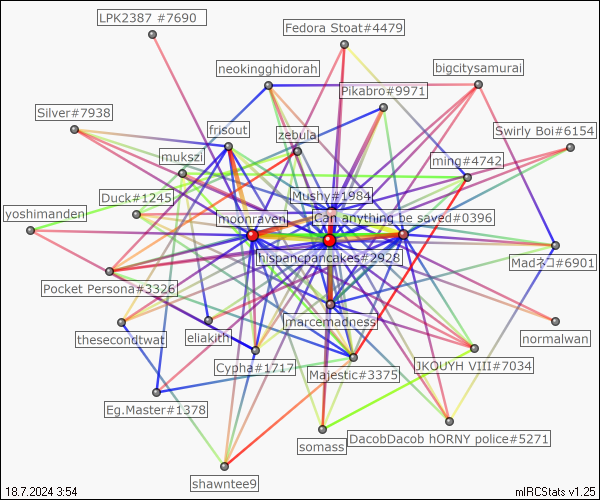 LPK2387 #7690
Fedora Stoat#4479
neokingghidorah
bigcitysamurai
Pikabro#9971
Silver#7938
frisout
zebula
Swirly Boi#6154
mukszi
ming#4742
Duck#1245
Mushy#1984
yoshimanden
moonraven
Can anything be saved#0396
hispancpancakes#2928
Madネコ#6901
Pocket Persona#3326
marcemadness
thesecondtwat
eliakith
normalwan
Cypha#1717
Majestic#3375
JKOUYH VIII#7034
Eg.Master#1378
somass
DacobDacob hORNY police#5271
shawntee9
18.7.2024 3:54
mIRCStats v1.25